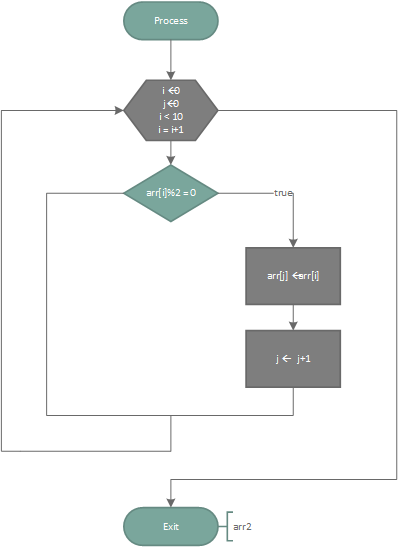 Process
i ←0
j←0
i < 10
i = i+1
arr[i]%2 = 0
true
arr[j] ←arr[i]
j ← j+1
Exit
arr2